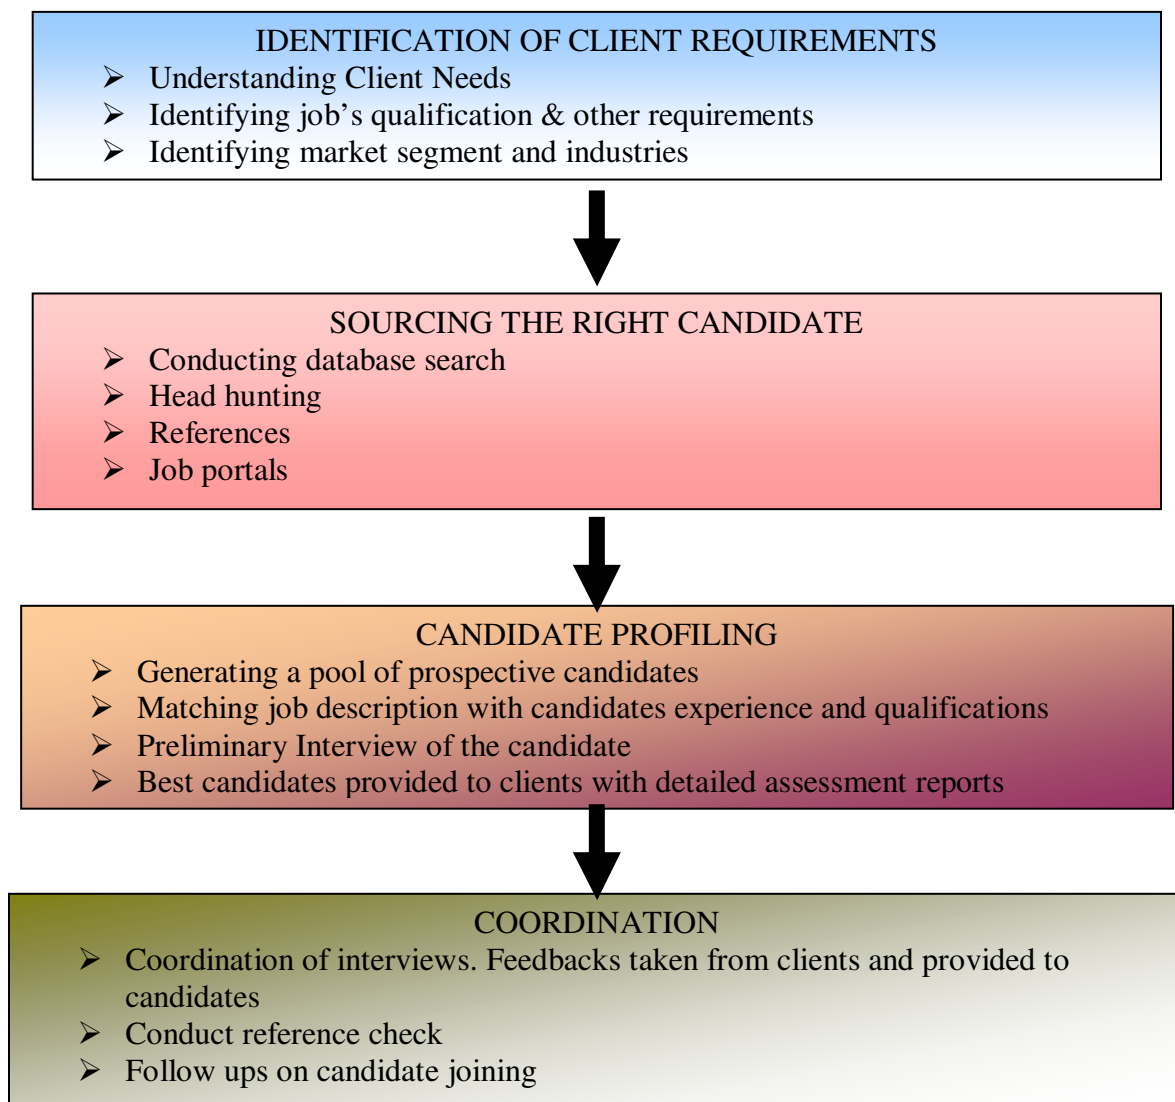 IDENTIFICATION OF CLIENT REQUIREMENTS
➢ Understanding Client Needs
➢ Identifying job’s qualification & other requirements
➢ Identifying market segment and industries
SOURCING THE RIGHT CANDIDATE
➢ Conducting database search
➢ Head hunting
➢ References
➢ Job portals
CANDIDATE PROFILING
➢ Generating a pool of prospective candidates
➢ Matching job description with candidates experience and qualifications
➢ Preliminary Interview of the candidate
➢ Best candidates provided to clients with detailed assessment reports
COORDINATION
➢ Coordination of interviews. Feedbacks taken from clients and provided to
candidates
➢ Conduct reference check
➢ Follow ups on candidate joining